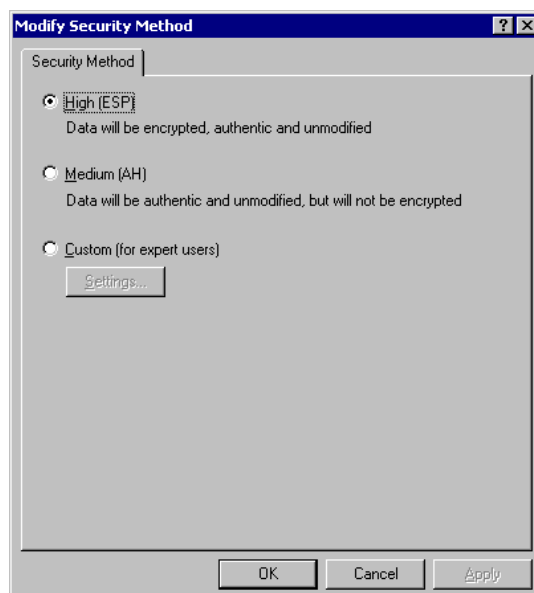 Modify Security Method
Security Method
High (ESP)
Data will be encrypted, authentic and unmodified
Medium (AH)
Data will be authentic and unmodified, but will not be encrypted
Custom (for expert users)
Settings...
OK Cancel Apply